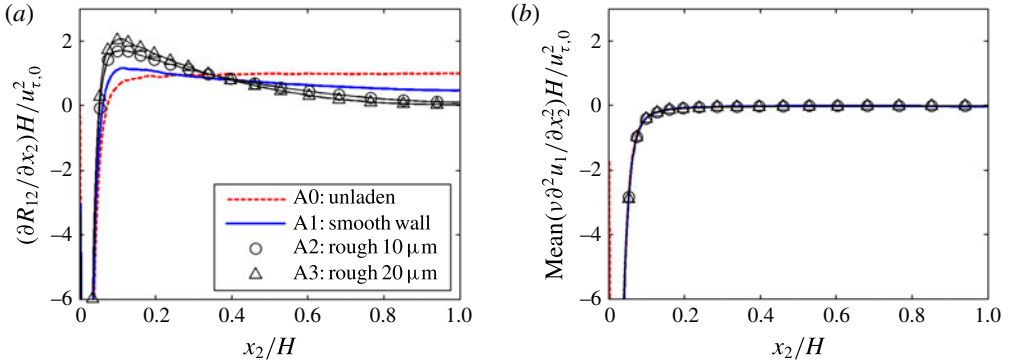 (a)
(∂R₁₂/∂x₂)H/u²τ,0
2
0
−2
−4
−6
A0: unladen
A1: smooth wall
A2: rough 10 μm
A3: rough 20 μm
0 0.2 0.4 0.6 0.8 1.0
x₂/H
(b)
Mean(ν∂²u₁/∂x₂²)H/u²τ,0
2
0
−2
−4
−6
0 0.2 0.4 0.6 0.8 1.0
x₂/H